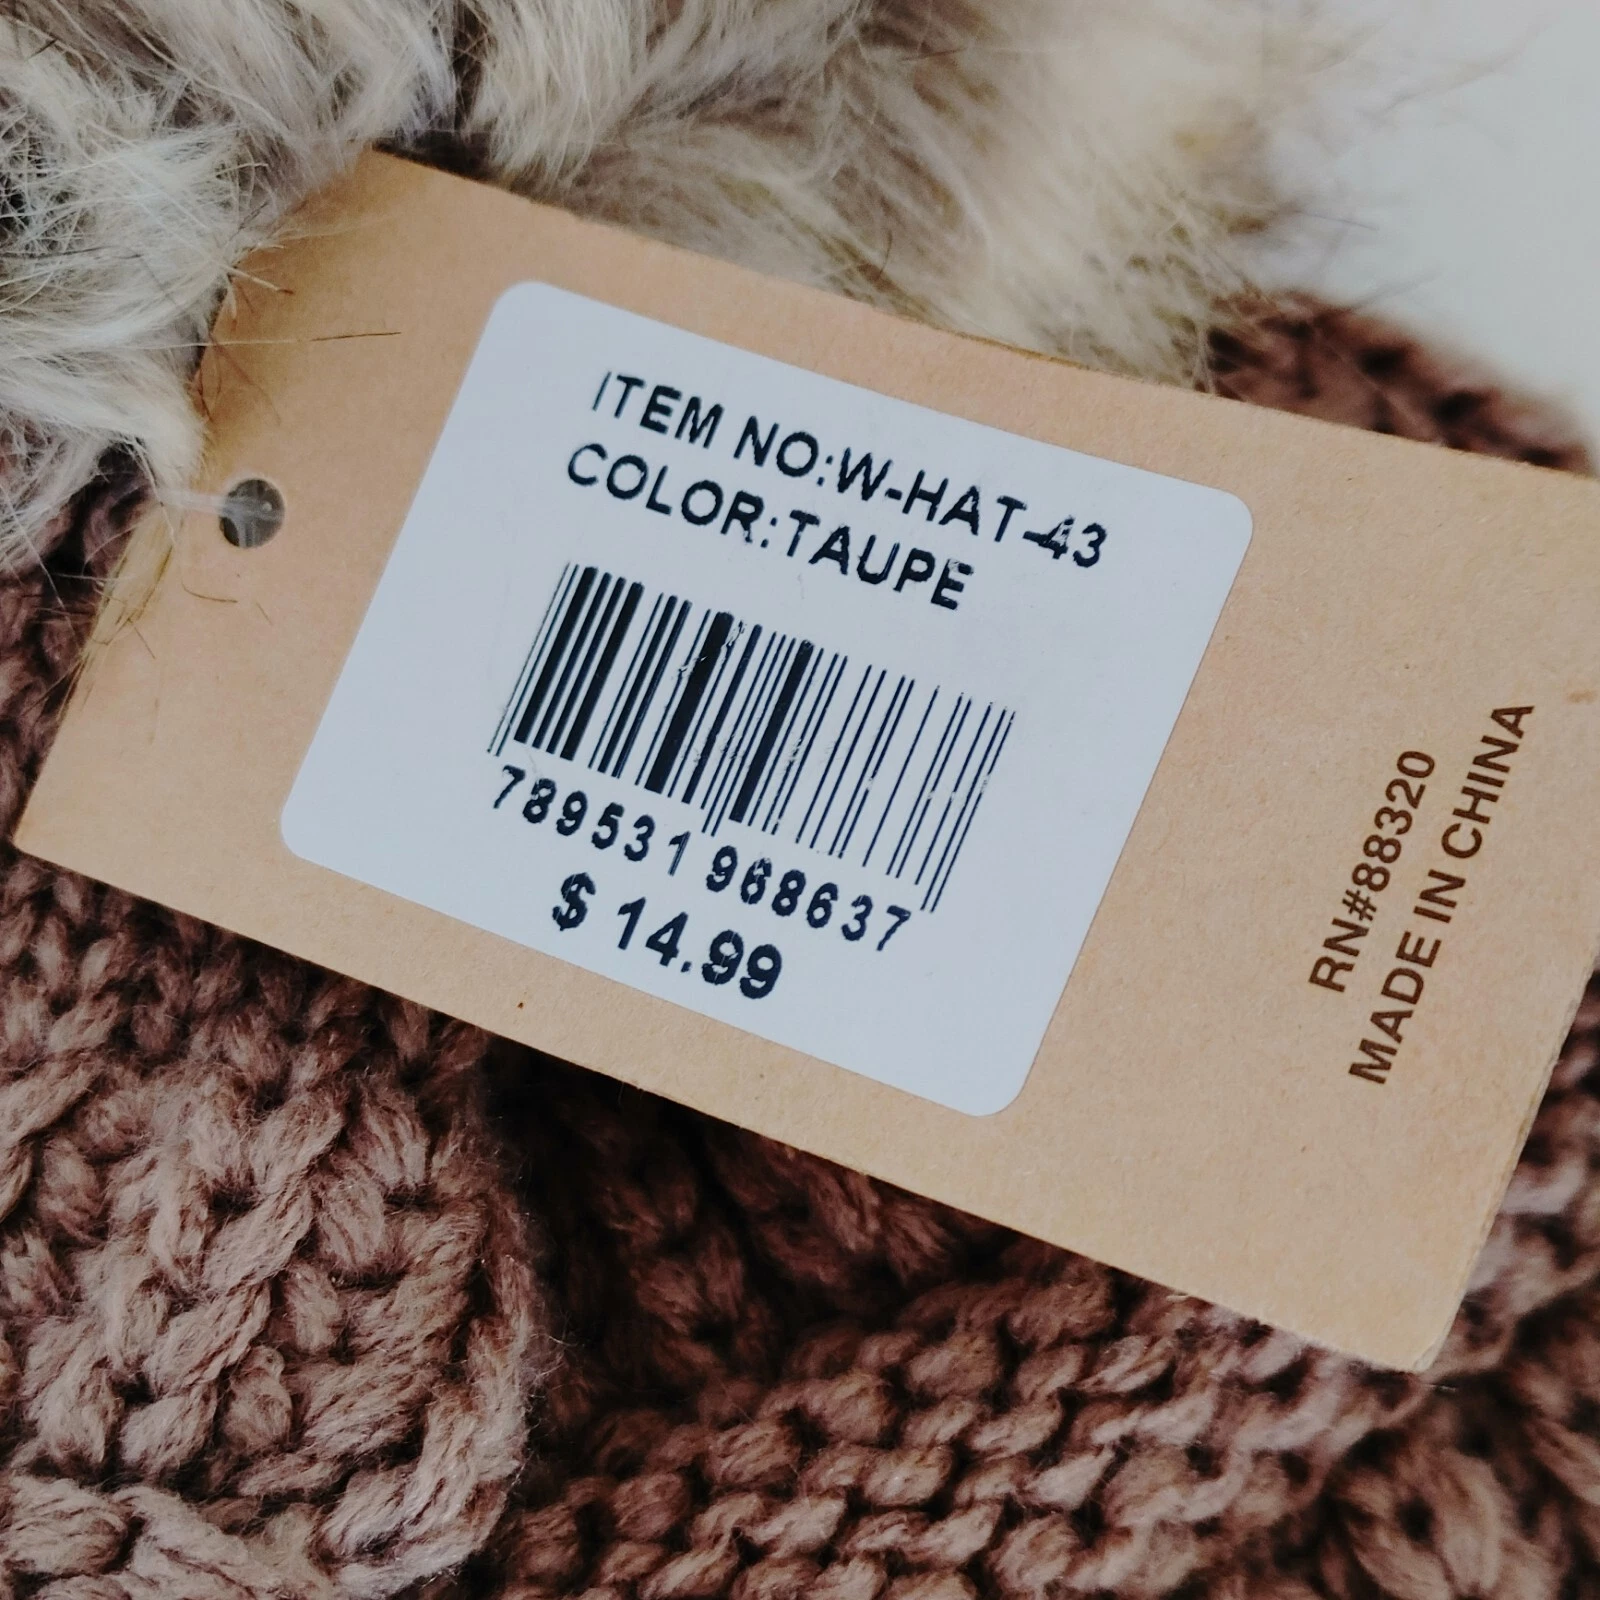 ITEM NO:W-HAT-43
COLOR:TAUPE
789531 968637
$ 14.99
RN#88320
MADE IN CHINA